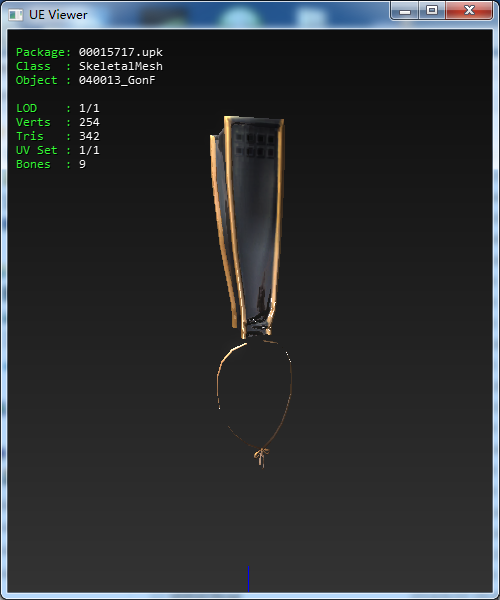 UE Viewer
Package: 00015717.upk
Class : SkeletalMesh
Object : 040013_GonF
LOD : 1/1
Verts : 254
Tris : 342
UV Set : 1/1
Bones : 9